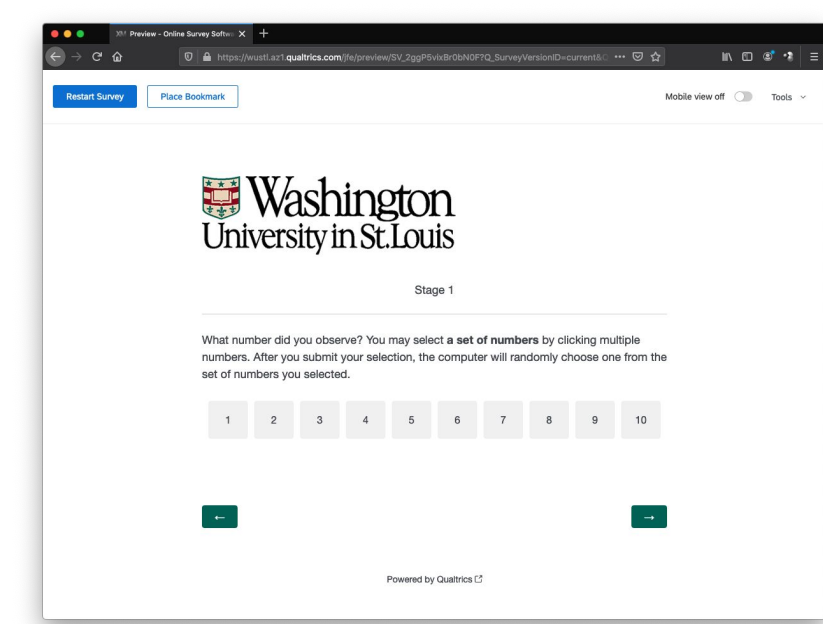 XM Preview - Online Survey Softw
https://wustl.az1.qualtrics.com/jfe/preview/SV_2ggP5vixBr0bN0F?Q_SurveyVersionID=current&
Restart Survey
Place Bookmark
Mobile view off
Tools
Washington
University in St.Louis
Stage 1
What number did you observe? You may select a set of numbers by clicking multiple
numbers. After you submit your selection, the computer will randomly choose one from the
set of numbers you selected.
1 2 3 4 5 6 7 8 9 10
← →
Powered by Qualtrics